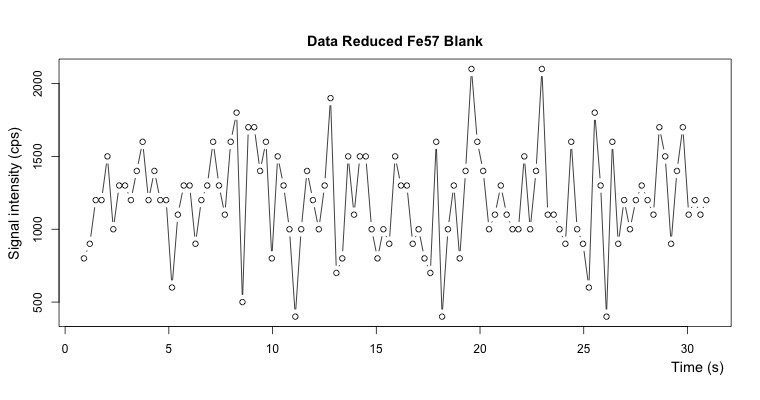 Data Reduced Fe57 Blank
Signal intensity (cps)
2000
1500
1000
500
0 5 10 15 20 25 30
Time (s)